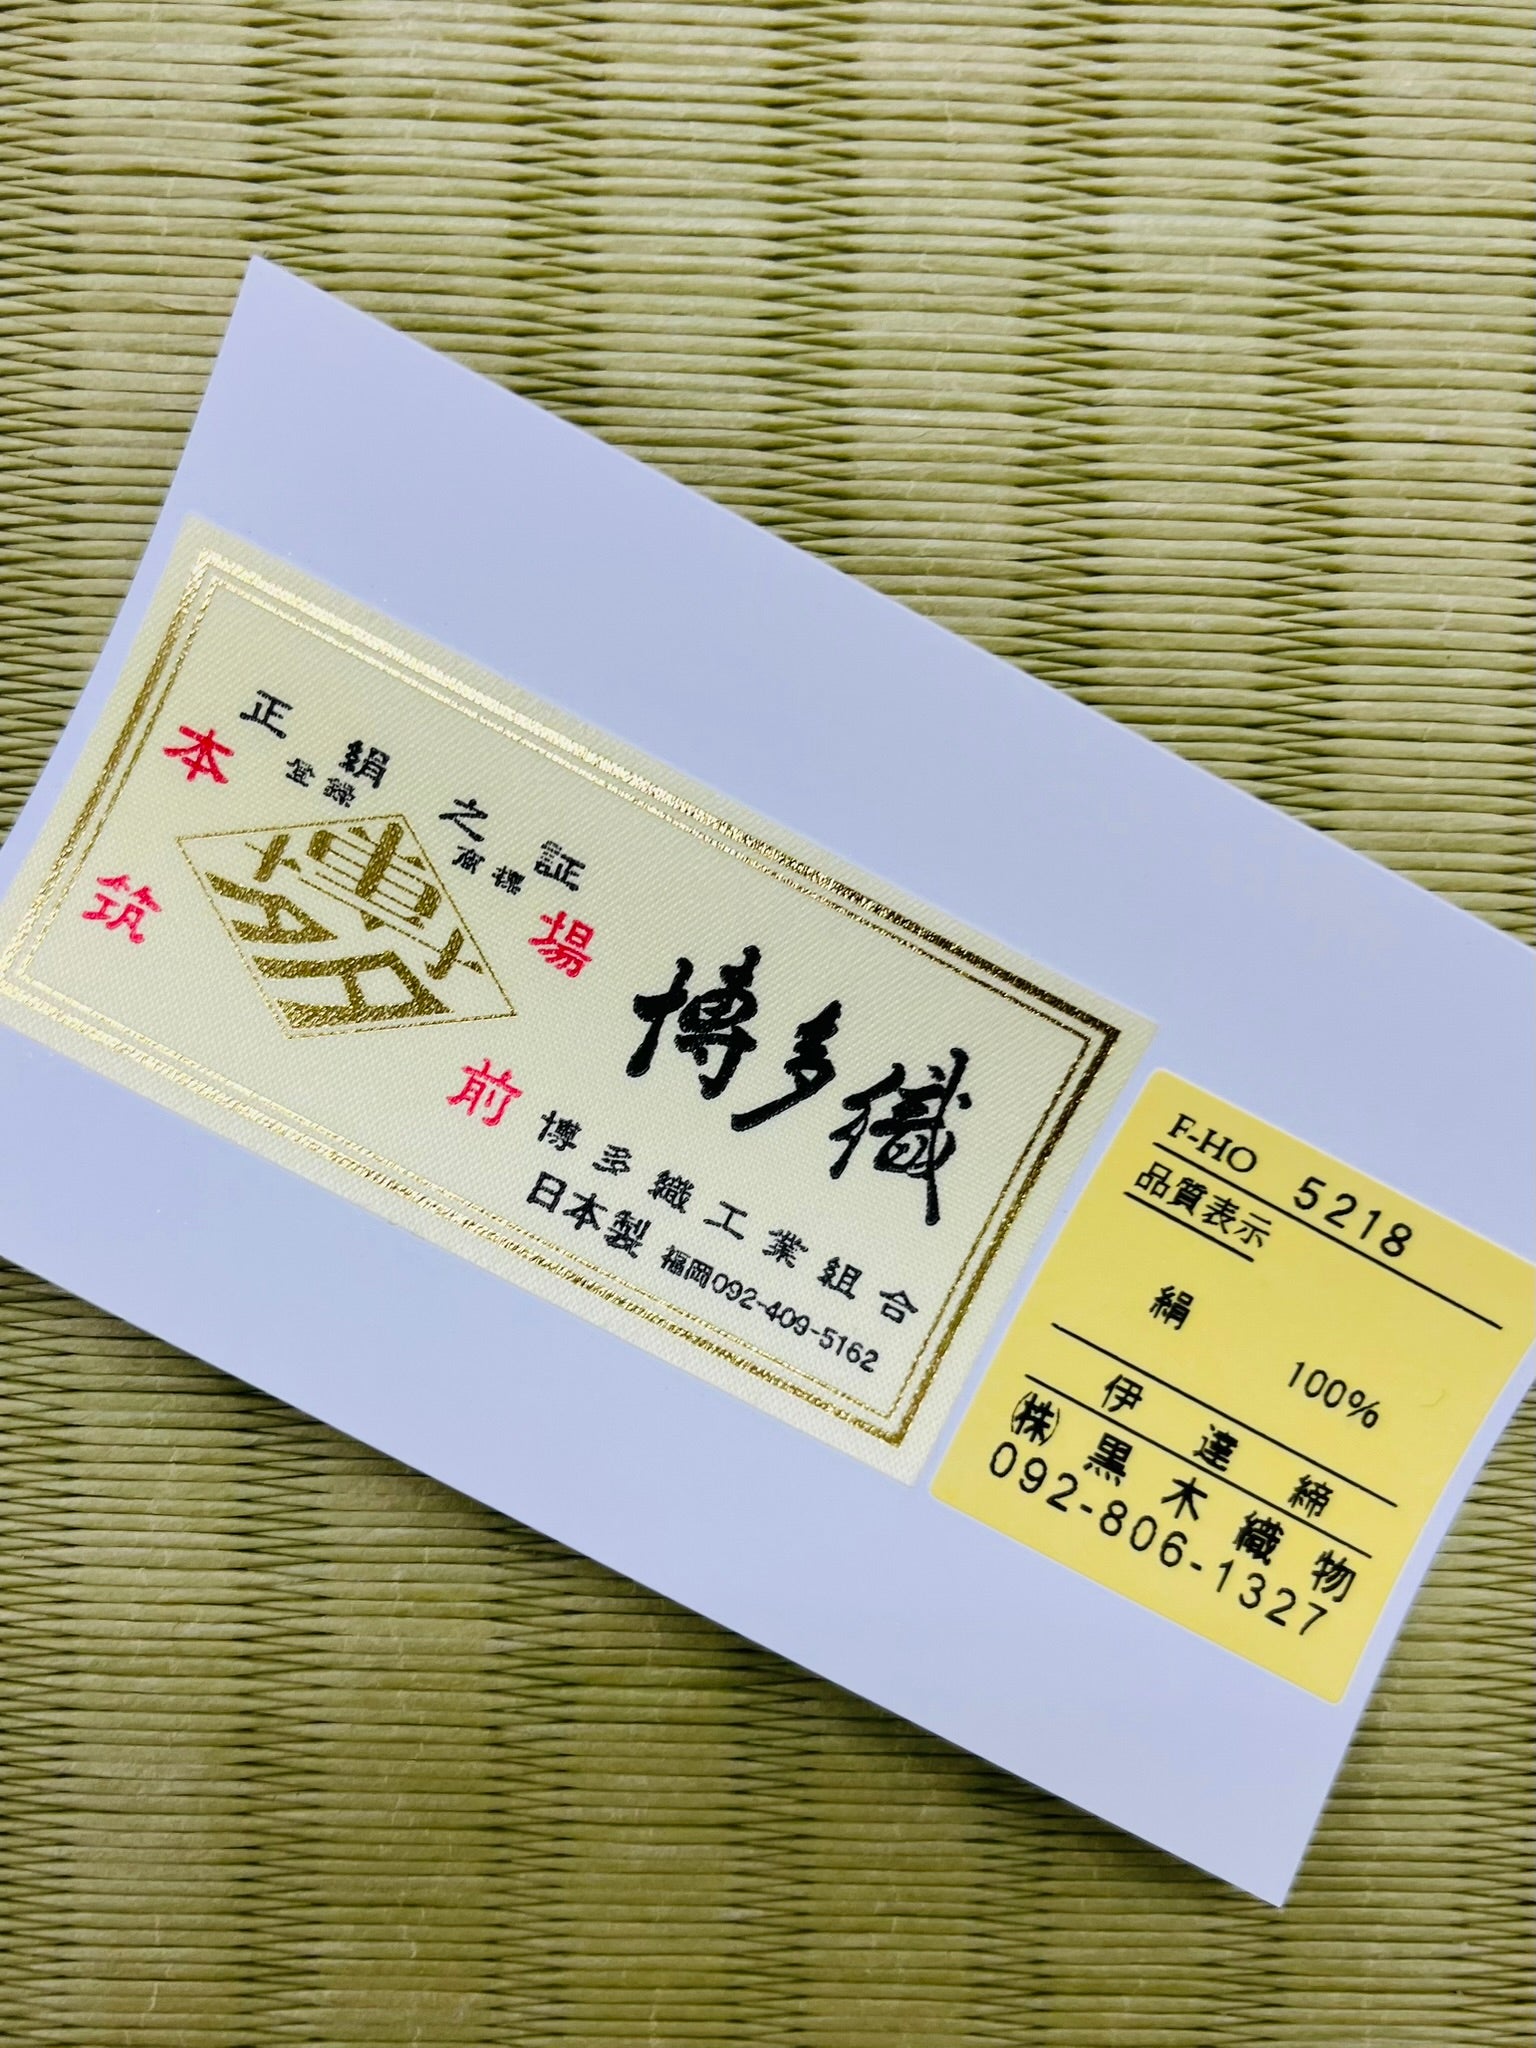 正絹之証
登録 商標
本場
筑前
博多
博多織
博多織工業組合
日本製 福岡092-409-5162
F-HO 5218
品質表示
絹 100%
伊達締
㈱黒木織物
092-806-1327